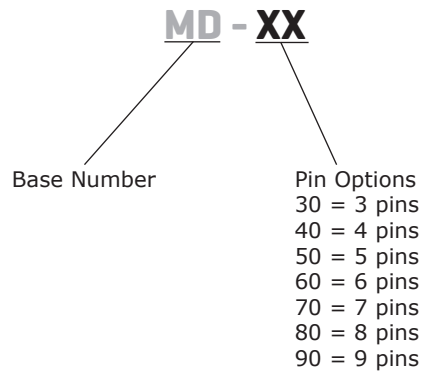 MD - XX
Base Number
Pin Options
30 = 3 pins
40 = 4 pins
50 = 5 pins
60 = 6 pins
70 = 7 pins
80 = 8 pins
90 = 9 pins